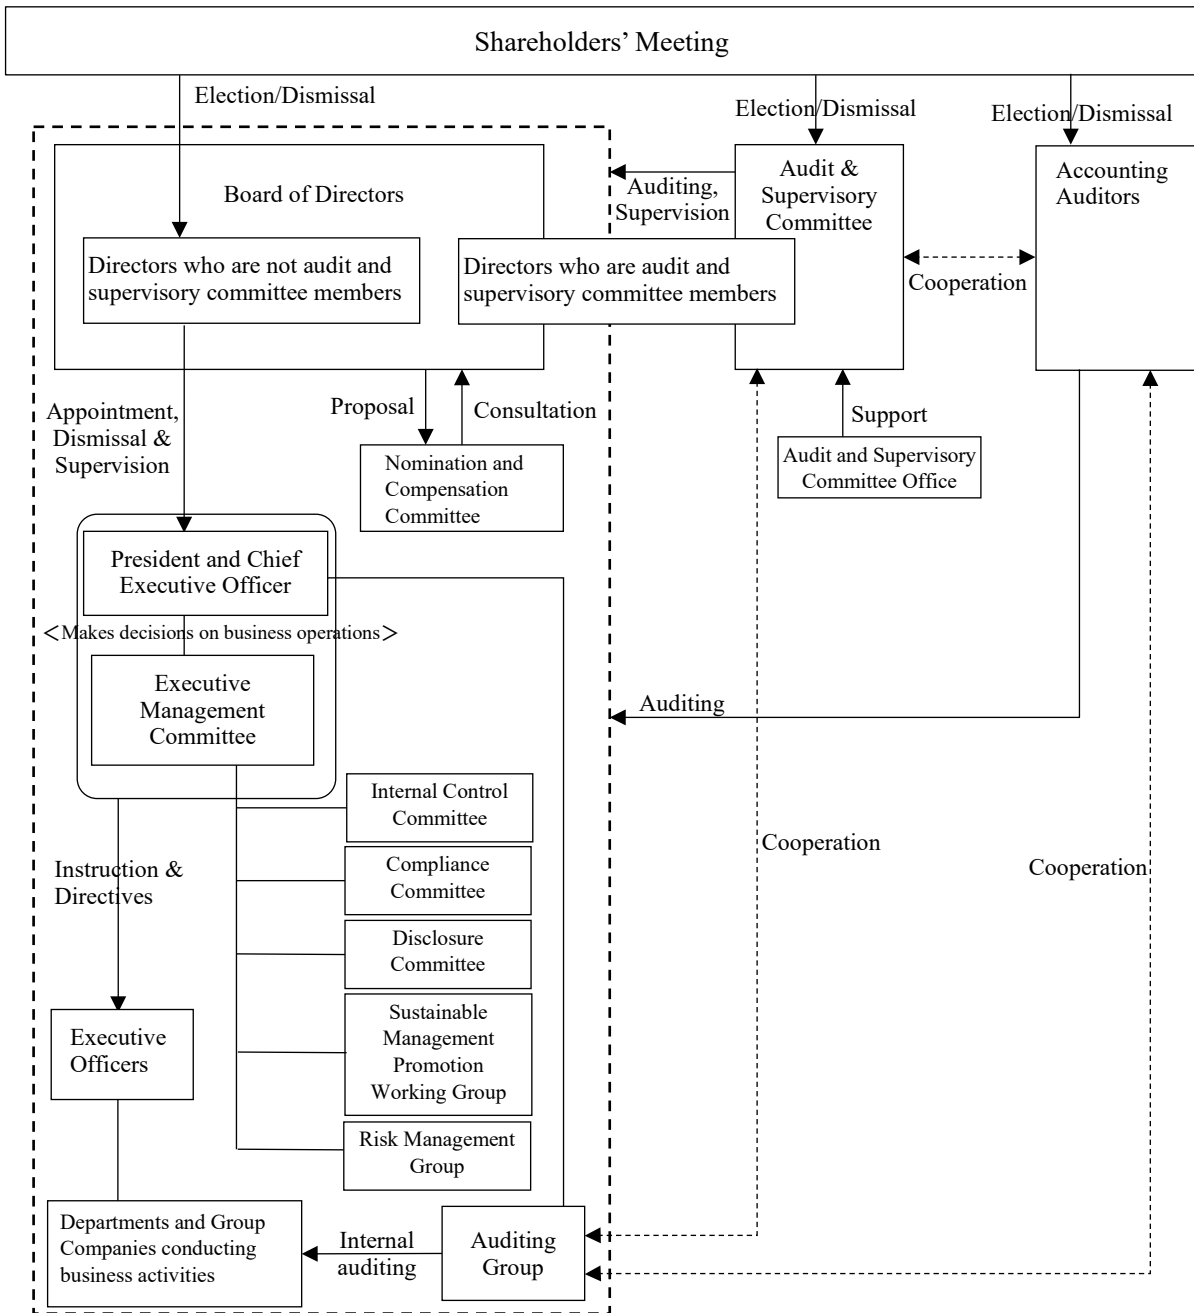 Shareholders’ Meeting
Election/Dismissal
Election/Dismissal
Election/Dismissal
Board of Directors
Auditing,
Supervision
Audit &
Supervisory
Committee
Accounting
Auditors
Directors who are not audit and
supervisory committee members
Directors who are audit and
supervisory committee members
Cooperation
Appointment,
Dismissal &
Supervision
Proposal
Consultation
Support
Nomination and
Compensation
Committee
Audit and Supervisory
Committee Office
President and Chief
Executive Officer
<Makes decisions on business operations>
Executive
Management
Committee
Auditing
Internal Control
Committee
Cooperation
Cooperation
Instruction &
Directives
Compliance
Committee
Disclosure
Committee
Sustainable
Management
Promotion
Working Group
Executive
Officers
Risk Management
Group
Departments and Group
Companies conducting
business activities
Internal
auditing
Auditing
Group